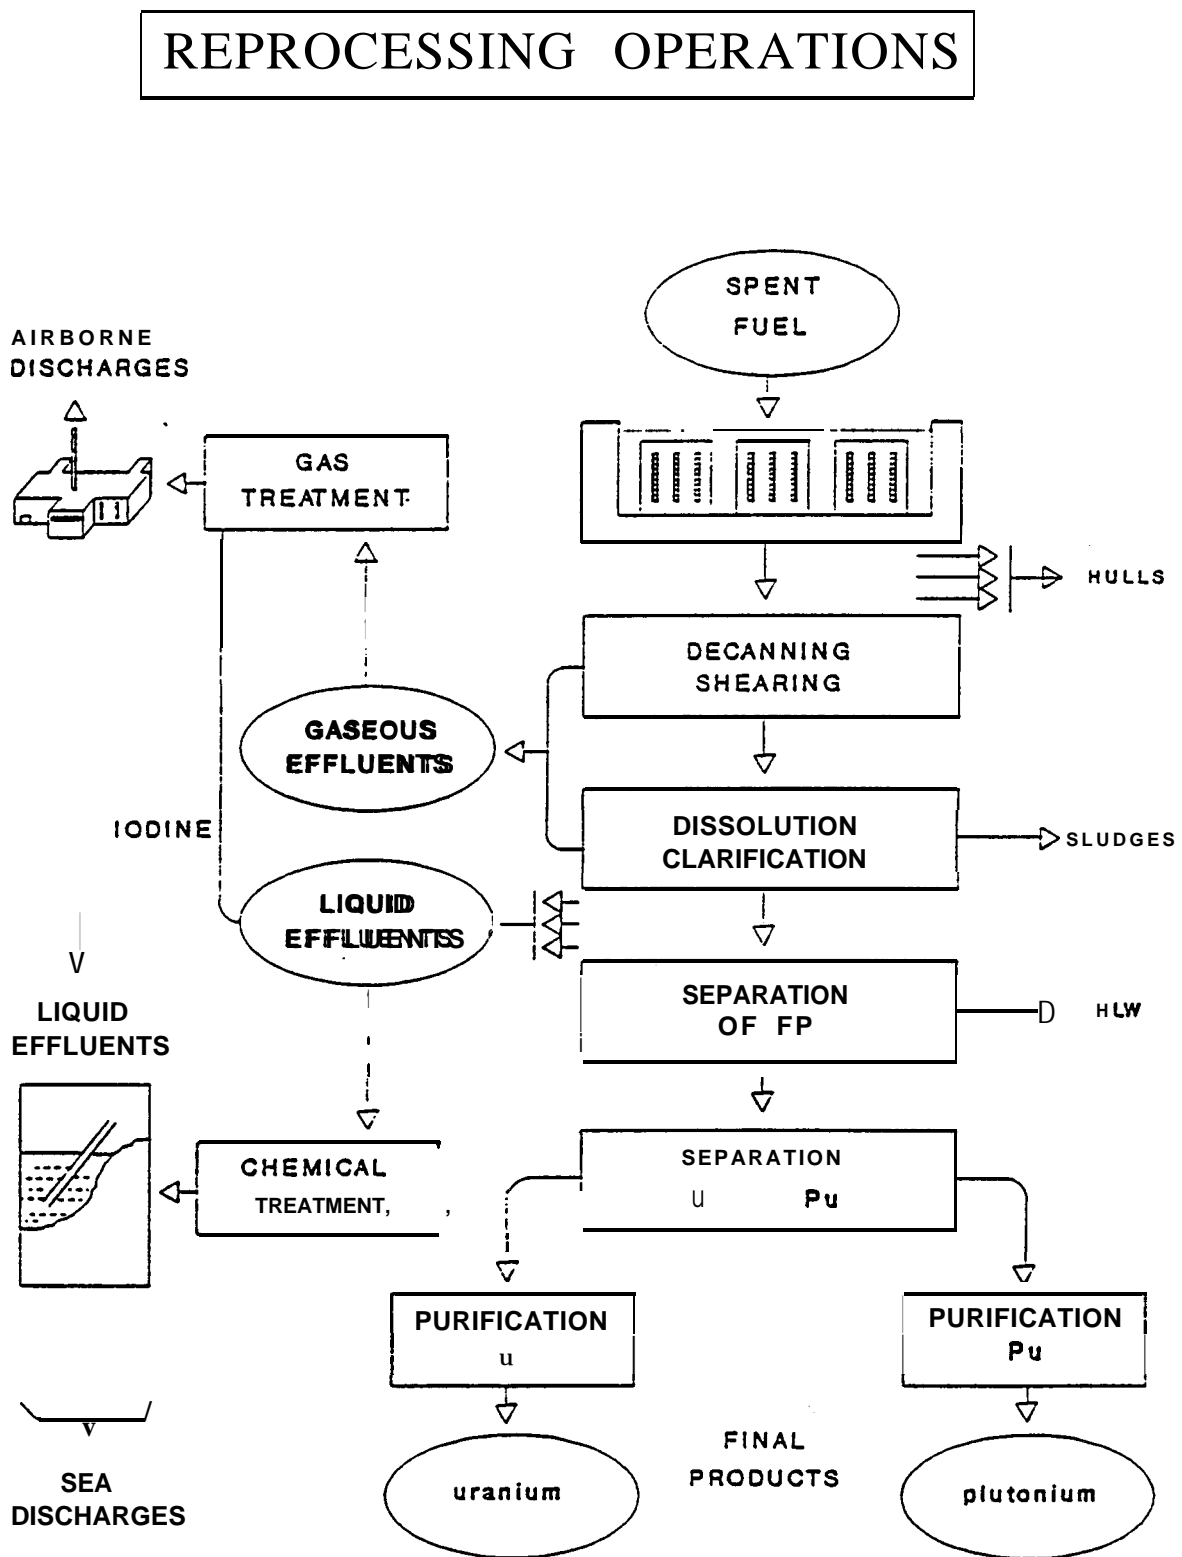 REPROCESSING OPERATIONS
SPENT
FUEL
AIRBORNE
DISCHARGES
GAS
TREATMENT
HULLS
DECANNING
SHEARING
GASEOUS
EFFLUENTS
IODINE
DISSOLUTION
CLARIFICATION
SLUDGES
LIQUID
EFFLUENTS
V
LIQUID
EFFLUENTS
SEPARATION
OF FP
D HLW
CHEMICAL
TREATMENT, ,
SEPARATION
u Pu
PURIFICATION
u
PURIFICATION
Pu
v
SEA
DISCHARGES
FINAL
PRODUCTS
uranium
plutonium